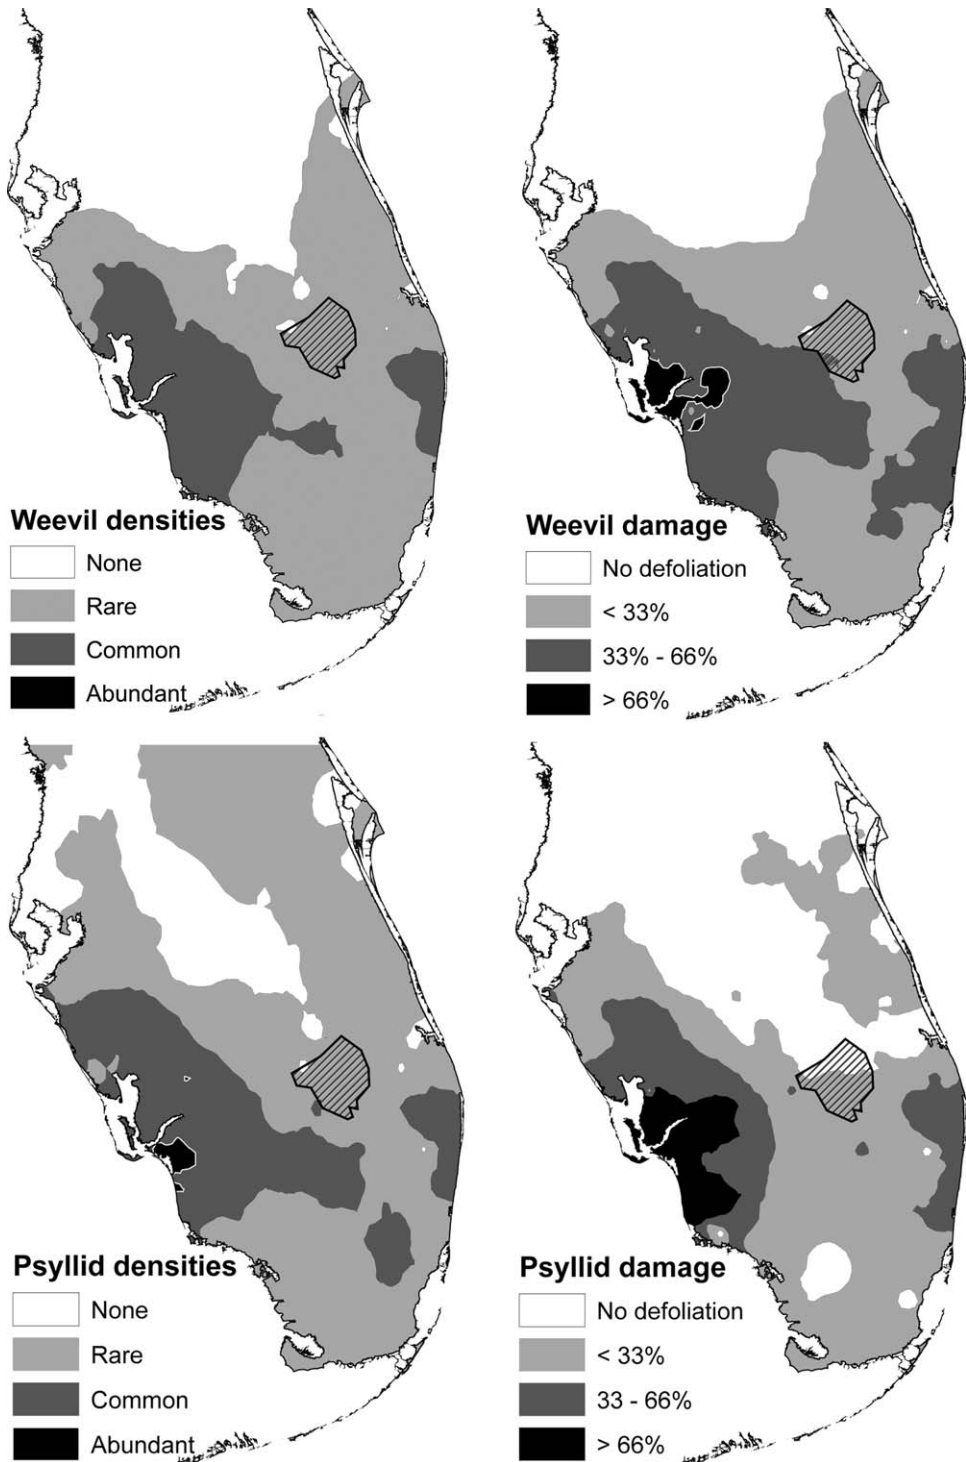 Weevil densities
None
Rare
Common
Abundant
Weevil damage
No defoliation
< 33%
33% - 66%
> 66%
Psyllid densities
None
Rare
Common
Abundant
Psyllid damage
No defoliation
< 33%
33 - 66%
> 66%